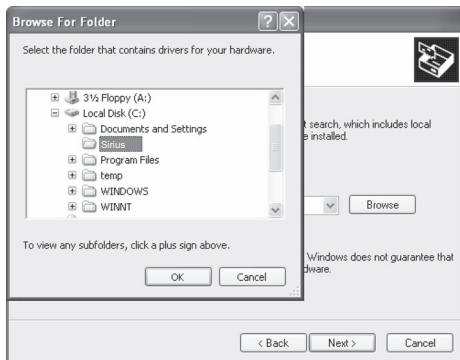 Browse For Folder
Select the folder that contains drivers for your hardware.
3½ Floppy (A:)
Local Disk (C:)
Documents and Settings
Sirius
Program Files
temp
WINDOWS
WINNT
To view any subfolders, click a plus sign above.
OK Cancel
t search, which includes local
e installed.
Browse
Windows does not guarantee that
dware.
< Back Next > Cancel